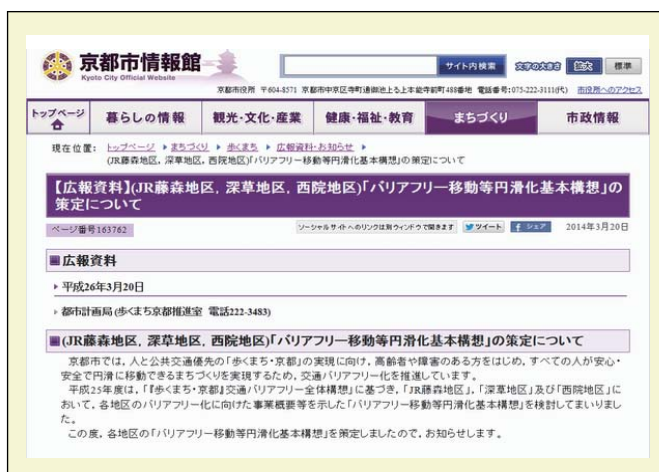 京都市情報館
Kyoto City Official Website
サイト内検索
文字の大きさ 拡大 標準
京都市役所 〒604-8571 京都市中京区寺町通御池上る上本能寺前町488番地 電話番号:075-222-3111(代) 市役所へのアクセス
トップページ 暮らしの情報 観光・文化・産業 健康・福祉・教育 まちづくり 市政情報
現在位置: トップページ ▶ まちづくり ▶ 歩くまち ▶ 広報資料・お知らせ ▶
(JR藤森地区，深草地区，西院地区)「バリアフリー移動等円滑化基本構想」の策定について
【広報資料】(JR藤森地区，深草地区，西院地区)「バリアフリー移動等円滑化基本構想」の
策定について
ページ番号163762
ソーシャルサイトへのリンクは別ウィンドウで開きます ツイート シェア 2014年3月20日
広報資料
平成26年3月20日
都市計画局(歩くまち京都推進室 電話222-3483)
(JR藤森地区，深草地区，西院地区)「バリアフリー移動等円滑化基本構想」の策定について
京都市では，人と公共交通優先の「歩くまち・京都」の実現に向け，高齢者や障害のある方をはじめ，すべての人が安心・
安全で円滑に移動できるまちづくりを実現するため，交通バリアフリー化を推進しています。
平成25年度は，「『歩くまち・京都』交通バリアフリー全体構想」に基づき，「JR藤森地区」，「深草地区」及び「西院地区」に
おいて，各地区のバリアフリー化に向けた事業概要等を示した「バリアフリー移動等円滑化基本構想」を検討してまいりまし
た。
この度，各地区の「バリアフリー移動等円滑化基本構想」を策定しましたので，お知らせします。